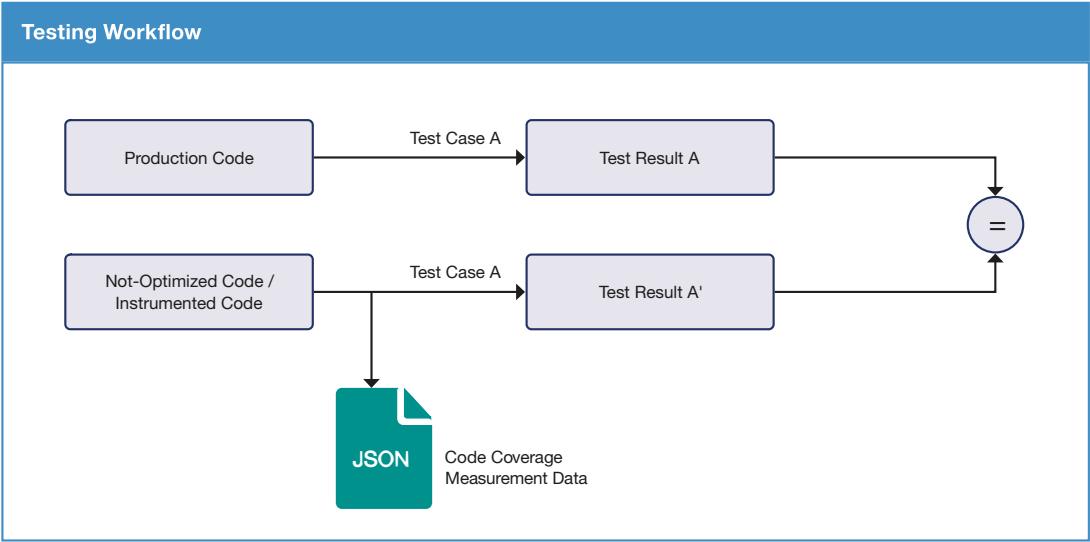 Testing Workflow
Production Code
Test Case A
Test Result A
=
Not-Optimized Code /
Instrumented Code
Test Case A
Test Result A'
JSON
Code Coverage
Measurement Data